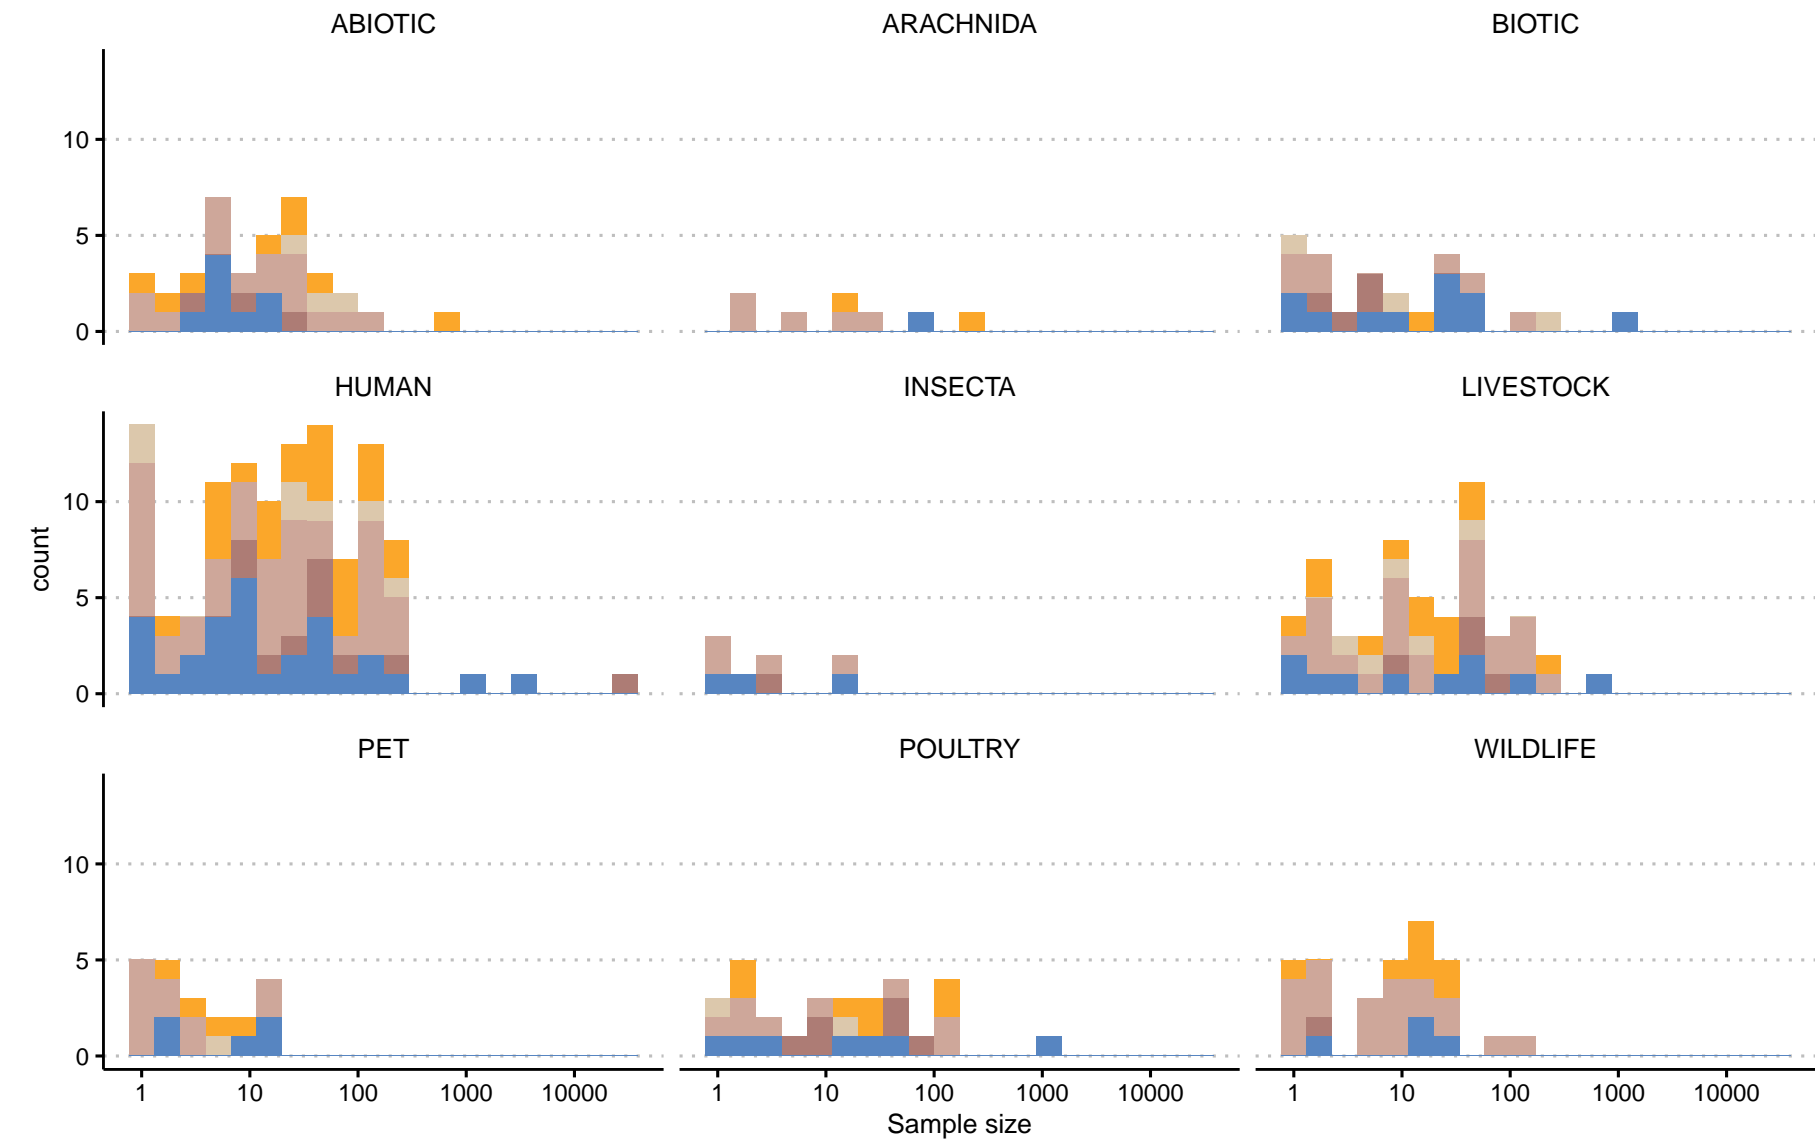 ABIOTIC ARACHNIDA BIOTIC
10
5
0
HUMAN INSECTA LIVESTOCK
10
5
0
count
PET POULTRY WILDLIFE
10
5
0
1 10 100 1000 10000 1 10 100 1000 10000 1 10 100 1000 10000
Sample size